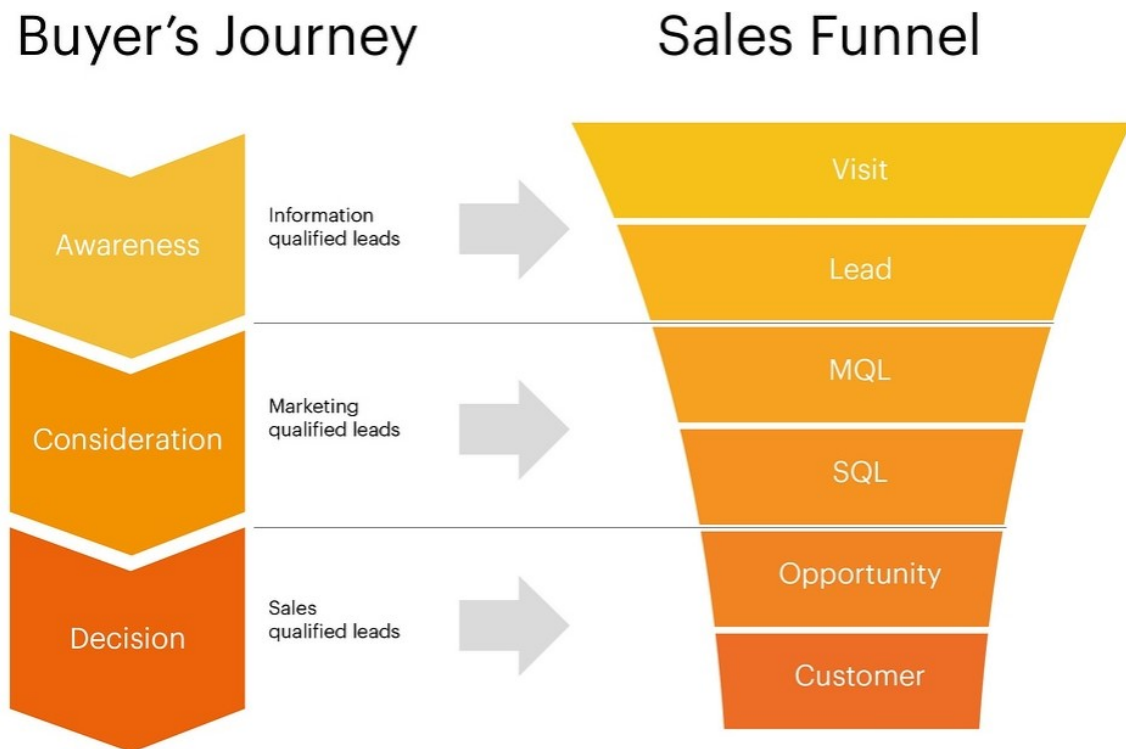 Buyer's Journey
Sales Funnel
Awareness
Information
qualified leads
Visit
Lead
Consideration
Marketing
qualified leads
MQL
SQL
Decision
Sales
qualified leads
Opportunity
Customer